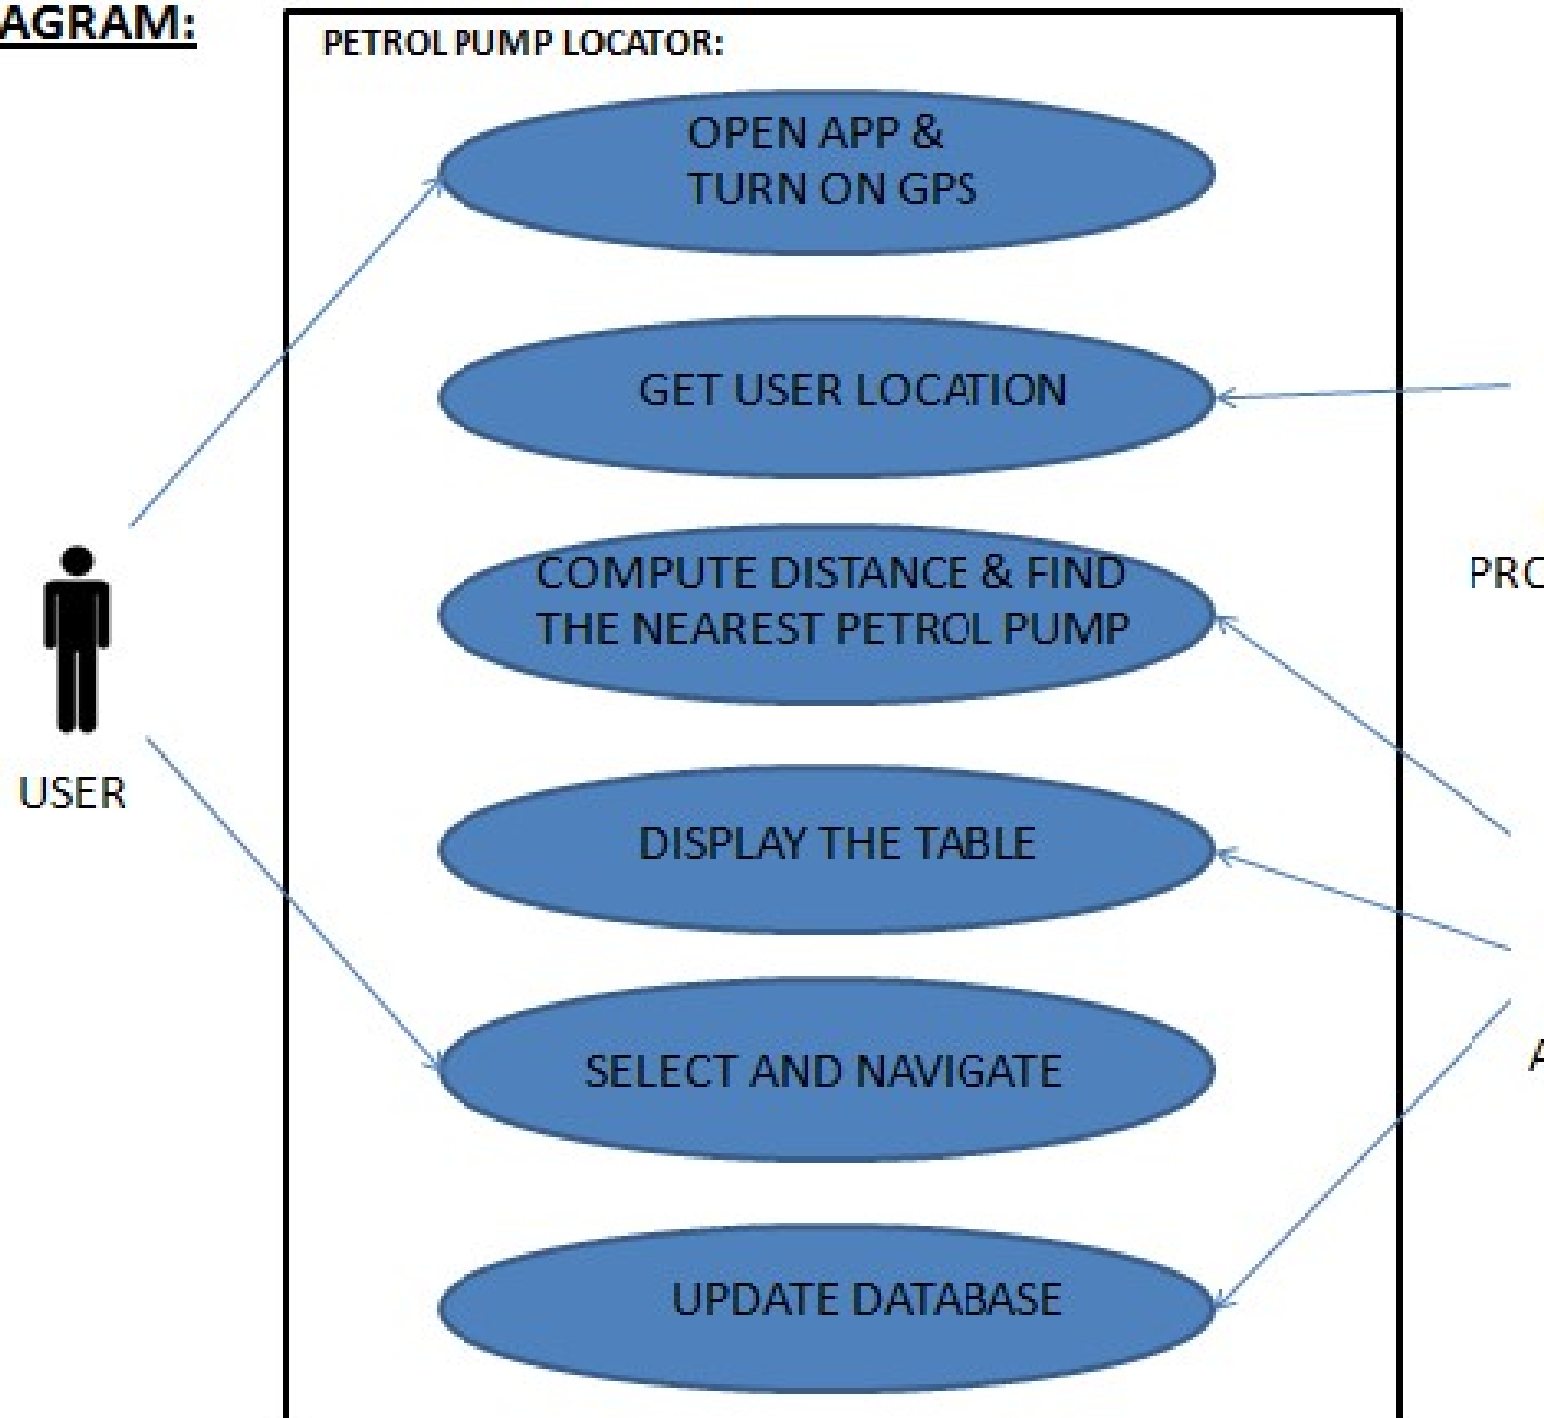 AGRAM:
PETROL PUMP LOCATOR:
OPEN APP &
TURN ON GPS
GET USER LOCATION
COMPUTE DISTANCE & FIND
THE NEAREST PETROL PUMP
USER
DISPLAY THE TABLE
SELECT AND NAVIGATE
UPDATE DATABASE